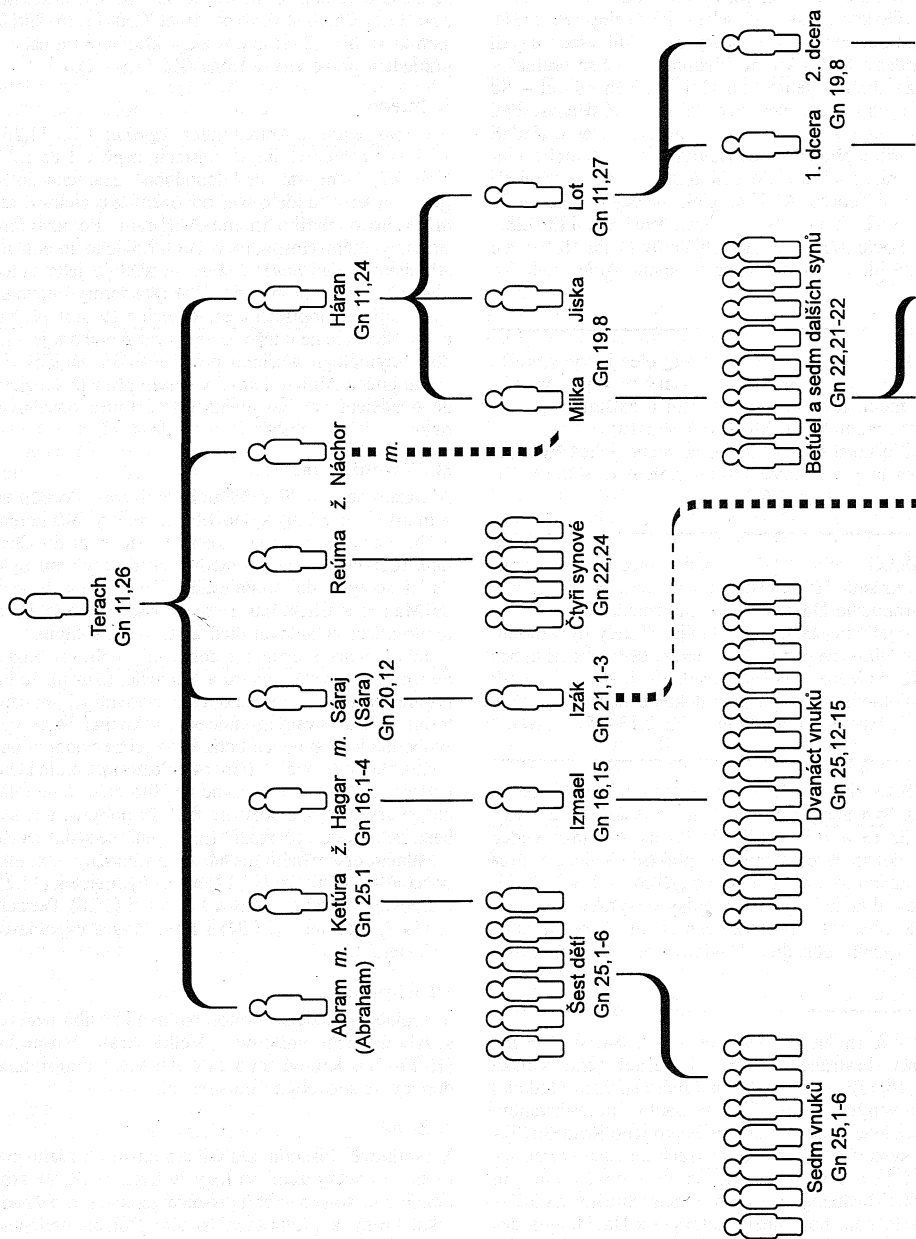 Terach
Gn 11,26
Abram m. Ketúra ž. Hagar m. Sáraj
(Abraham) Gn 25,1 Gn 16,1-4 (Sára)
Gn 20,12
Reúma ž. Náchor
m.
Háran
Gn 11,24
Šest dětí
Gn 25,1-6
Izmael
Gn 16,15
Izák
Gn 21,1-3
Čtyři synové
Gn 22,24
Milka Jiska
Gn 19,8
Lot
Gn 11,27
Sedm vnuků
Gn 25,1-6
Dvanáct vnuků
Gn 25,12-15
Betúel a sedm dalších synů
Gn 22,21-22
1. dcera 2. dcera
Gn 19,8